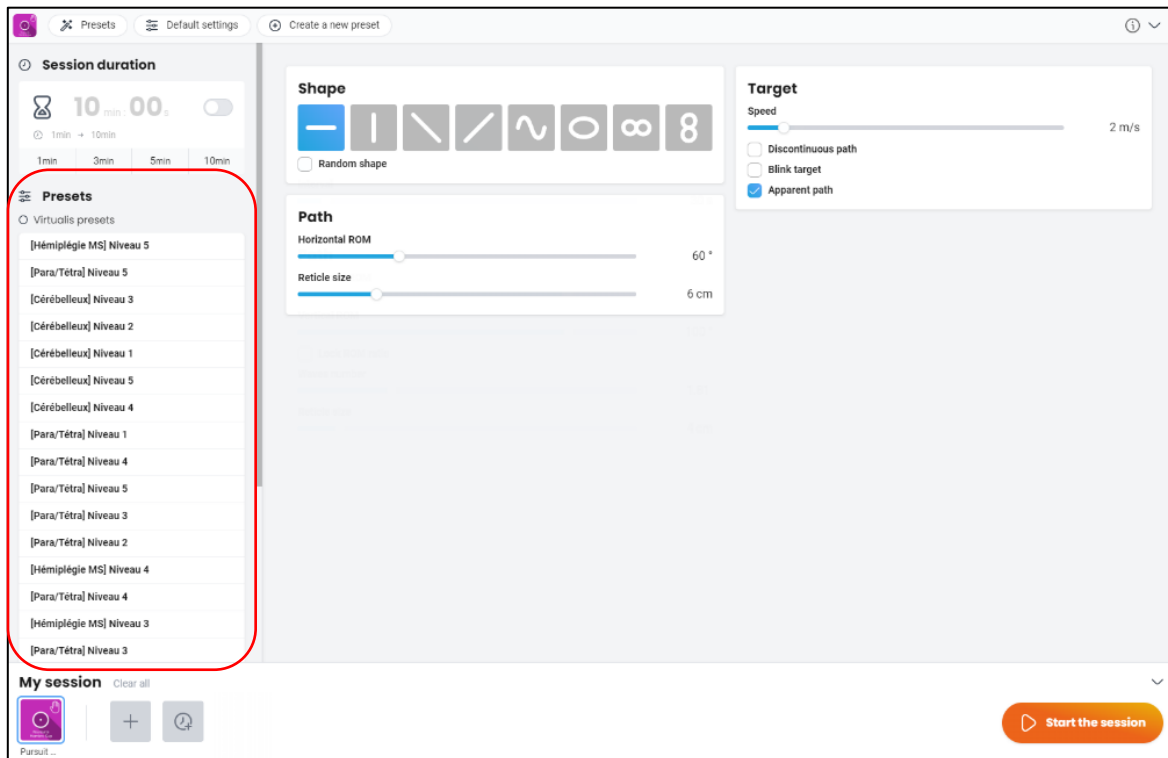 Presets
Default settings
Create a new preset
Session duration
10 min : 00 s
1min → 10min
1min 3min 5min 10min
Presets
Virtualis presets
[Hémiplégie MS] Niveau 5
[Para/Tétra] Niveau 5
[Cérébelleux] Niveau 3
[Cérébelleux] Niveau 2
[Cérébelleux] Niveau 1
[Cérébelleux] Niveau 5
[Cérébelleux] Niveau 4
[Para/Tétra] Niveau 1
[Para/Tétra] Niveau 4
[Para/Tétra] Niveau 5
[Para/Tétra] Niveau 3
[Para/Tétra] Niveau 2
[Hémiplégie MS] Niveau 4
[Para/Tétra] Niveau 4
[Hémiplégie MS] Niveau 3
[Para/Tétra] Niveau 3
Shape
Random shape
Path
Horizontal ROM
60 °
Reticle size
6 cm
Target
Speed
2 m/s
Discontinuous path
Blink target
Apparent path
My session Clear all
Pursuit ...
Start the session